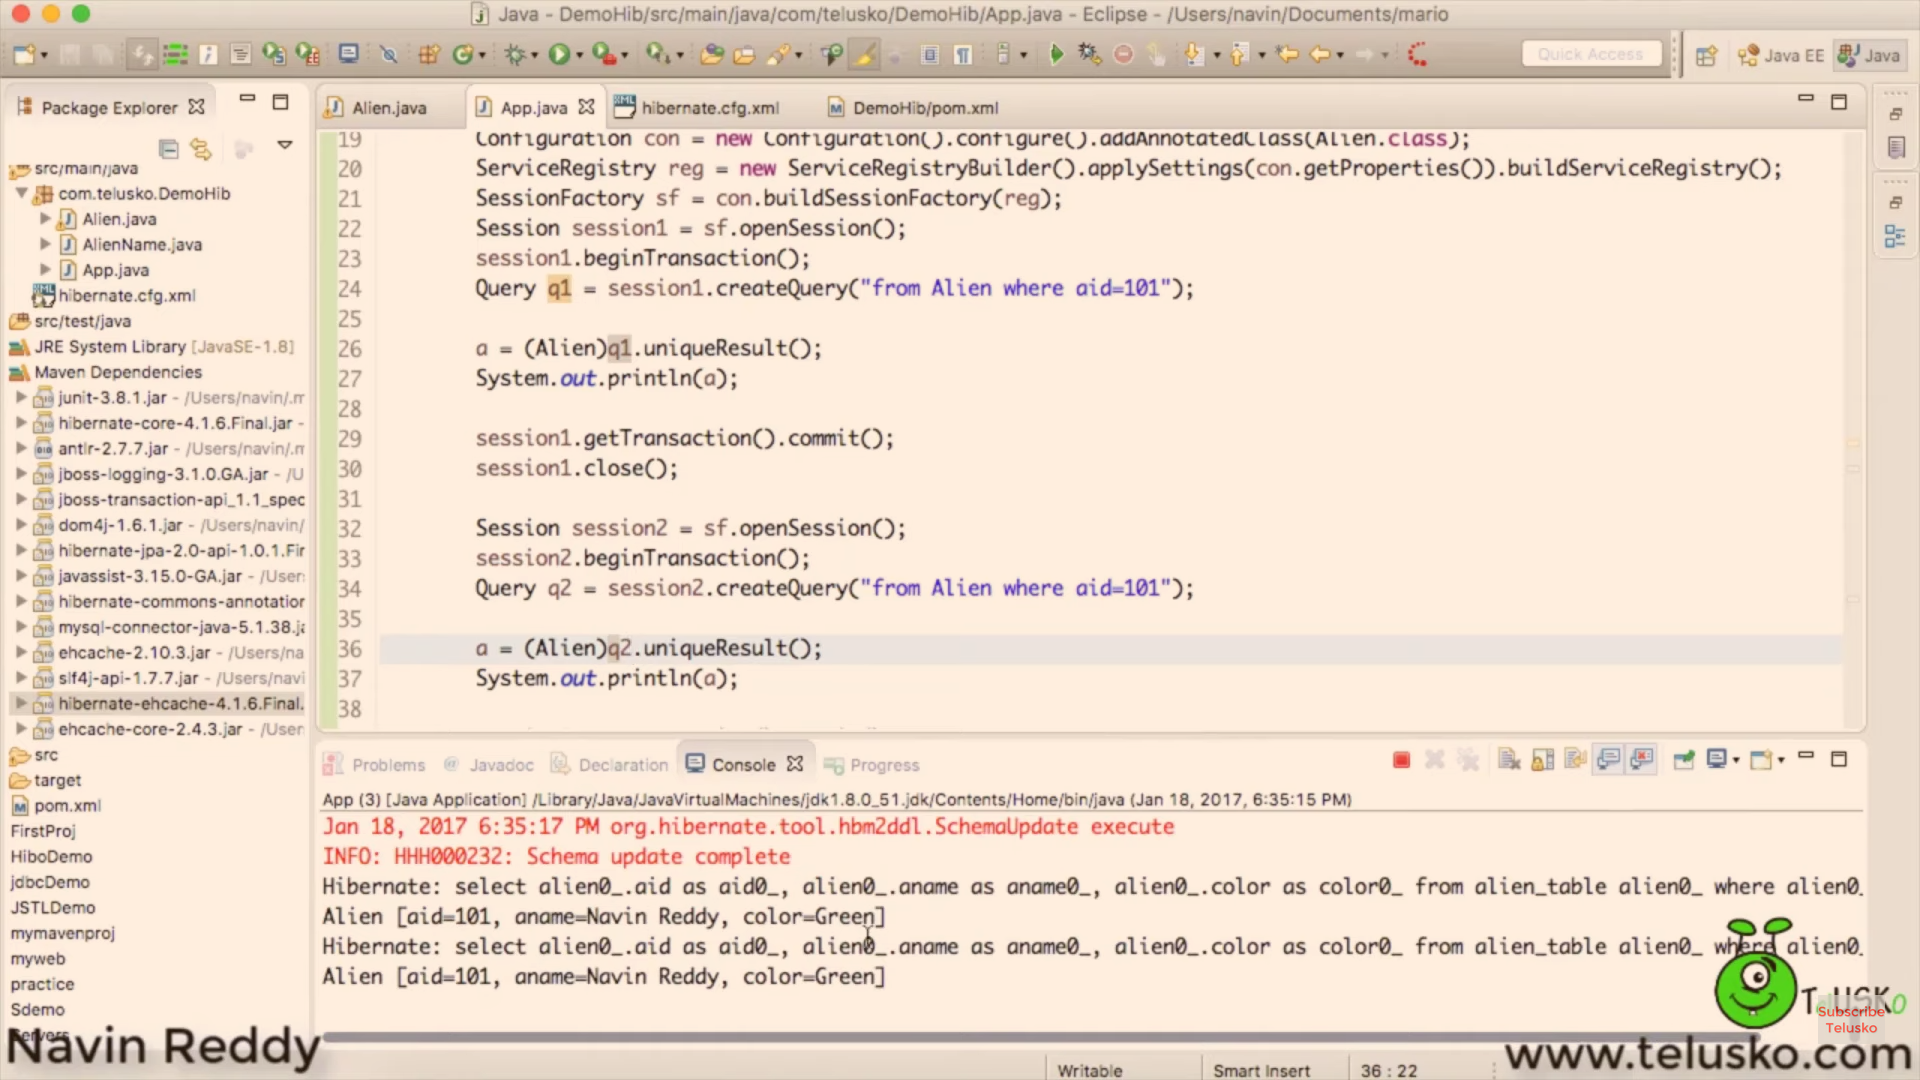 Java - DemoHib/src/main/java/com/telusko/DemoHib/App.java - Eclipse - /Users/navin/Documents/mario
Quick Access
Java EE
Java
Package Explorer
Alien.java
App.java
hibernate.cfg.xml
DemoHib/pom.xml
src/main/java
com.telusko.DemoHib
Alien.java
AlienName.java
App.java
hibernate.cfg.xml
src/test/java
JRE System Library [JavaSE-1.8]
Maven Dependencies
junit-3.8.1.jar - /Users/navin/.m
hibernate-core-4.1.6.Final.jar -
antlr-2.7.7.jar - /Users/navin/.m
jboss-logging-3.1.0.GA.jar - /U
jboss-transaction-api_1.1_spec
dom4j-1.6.1.jar - /Users/navin/
hibernate-jpa-2.0-api-1.0.1.Fir
javassist-3.15.0-GA.jar - /User
hibernate-commons-annotation
mysql-connector-java-5.1.38.ja
ehcache-2.10.3.jar - /Users/na
slf4j-api-1.7.7.jar - /Users/navi
hibernate-ehcache-4.1.6.Final.
ehcache-core-2.4.3.jar - /User
src
target
pom.xml
FirstProj
HiboDemo
jdbcDemo
JSTLDemo
mymavenproj
myweb
practice
Sdemo
Servers
19 Configuration con = new Configuration().configure().addAnnotatedClass(Alien.class);
20 ServiceRegistry reg = new ServiceRegistryBuilder().applySettings(con.getProperties()).buildServiceRegistry();
21 SessionFactory sf = con.buildSessionFactory(reg);
22 Session session1 = sf.openSession();
23 session1.beginTransaction();
24 Query q1 = session1.createQuery("from Alien where aid=101");
25
26 a = (Alien)q1.uniqueResult();
27 System.out.println(a);
28
29 session1.getTransaction().commit();
30 session1.close();
31
32 Session session2 = sf.openSession();
33 session2.beginTransaction();
34 Query q2 = session2.createQuery("from Alien where aid=101");
35
36 a = (Alien)q2.uniqueResult();
37 System.out.println(a);
38
Problems
Javadoc
Declaration
Console
Progress
App (3) [Java Application] /Library/Java/JavaVirtualMachines/jdk1.8.0_51.jdk/Contents/Home/bin/java (Jan 18, 2017, 6:35:15 PM)
Jan 18, 2017 6:35:17 PM org.hibernate.tool.hbm2ddl.SchemaUpdate execute
INFO: HHH000232: Schema update complete
Hibernate: select alien0_.aid as aid0_, alien0_.aname as aname0_, alien0_.color as color0_ from alien_table alien0_ where alien0_
Alien [aid=101, aname=Navin Reddy, color=Green]
Hibernate: select alien0_.aid as aid0_, alien0_.aname as aname0_, alien0_.color as color0_ from alien_table alien0_ where alien0_
Alien [aid=101, aname=Navin Reddy, color=Green]
Subscribe
Telusko
Navin Reddy
www.telusko.com
Writable
Smart Insert
36 : 22